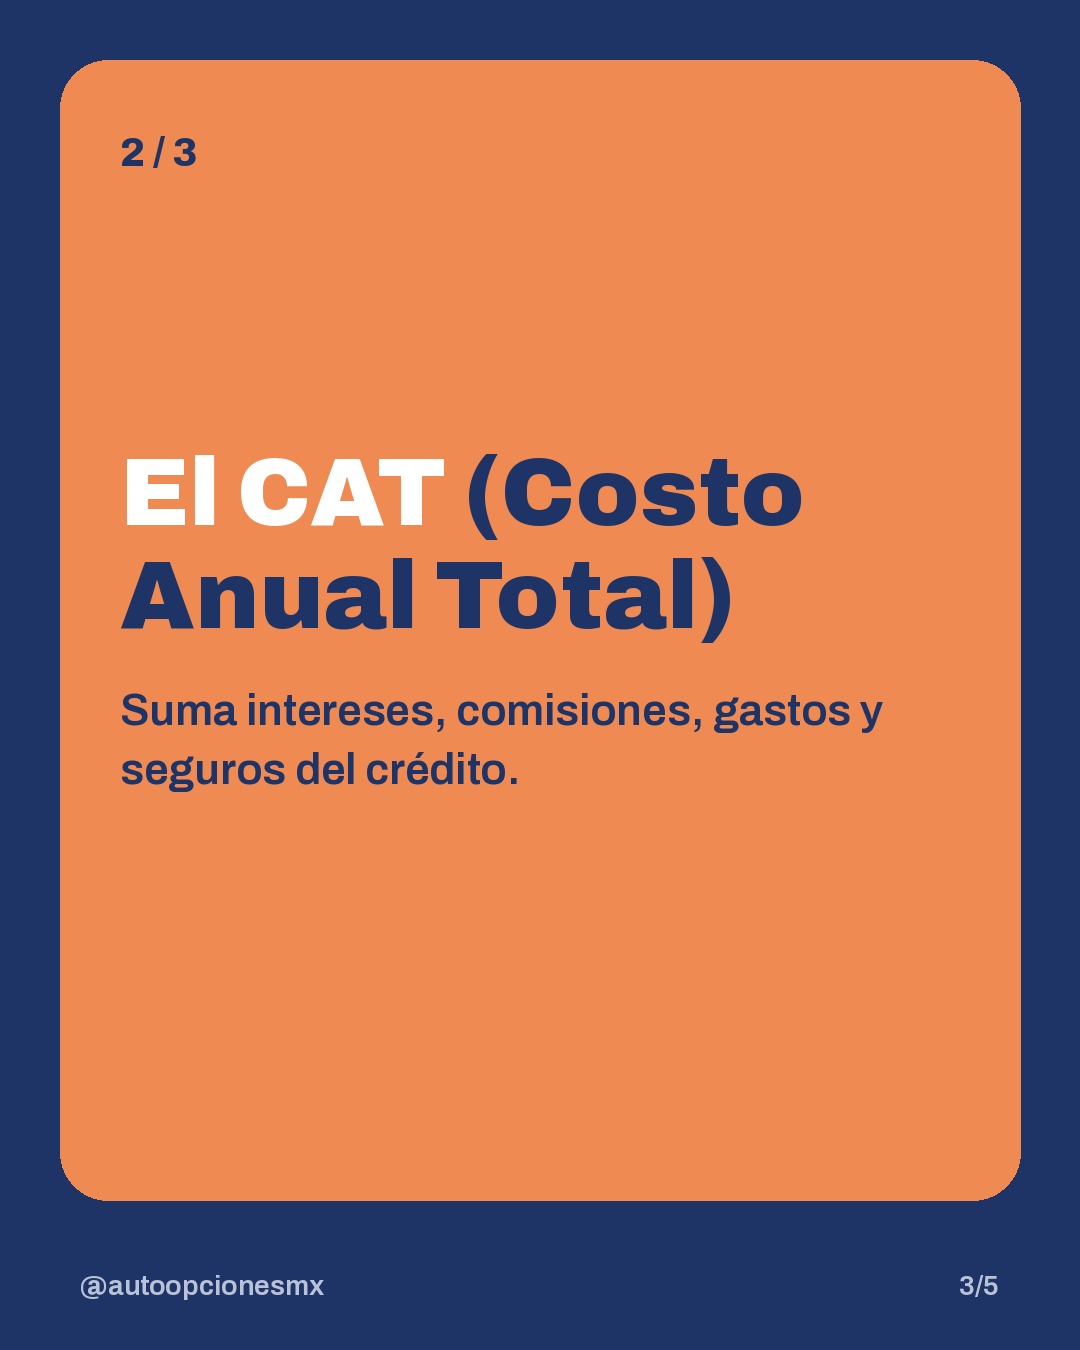 2 / 3
El CAT (Costo
Anual Total)
Suma intereses, comisiones, gastos y
seguros del crédito.
@autoopcionesmx
3/5